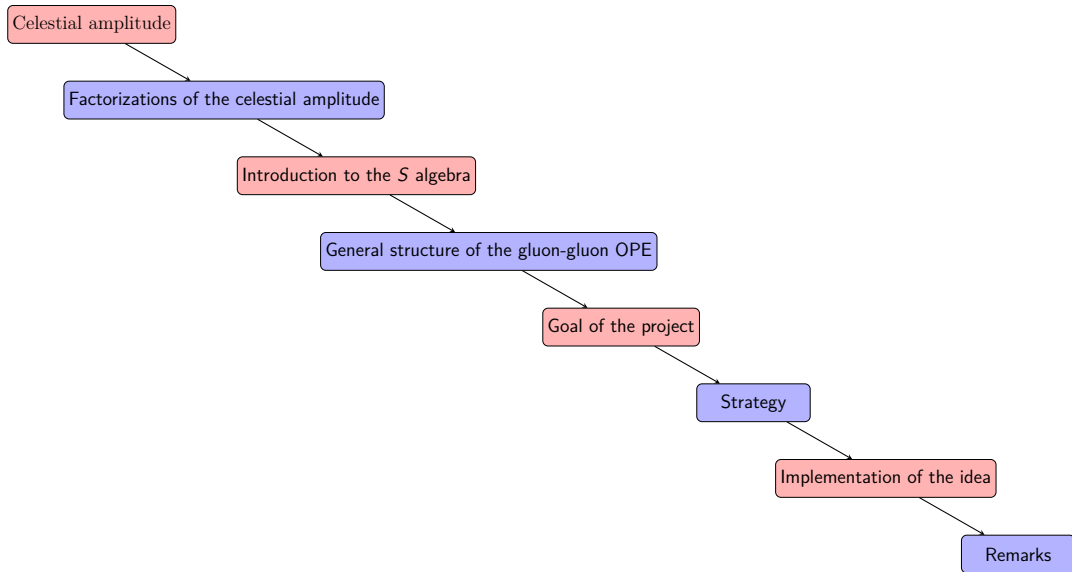 Celestial amplitude
Factorizations of the celestial amplitude
Introduction to the S algebra
General structure of the gluon-gluon OPE
Goal of the project
Strategy
Implementation of the idea
Remarks